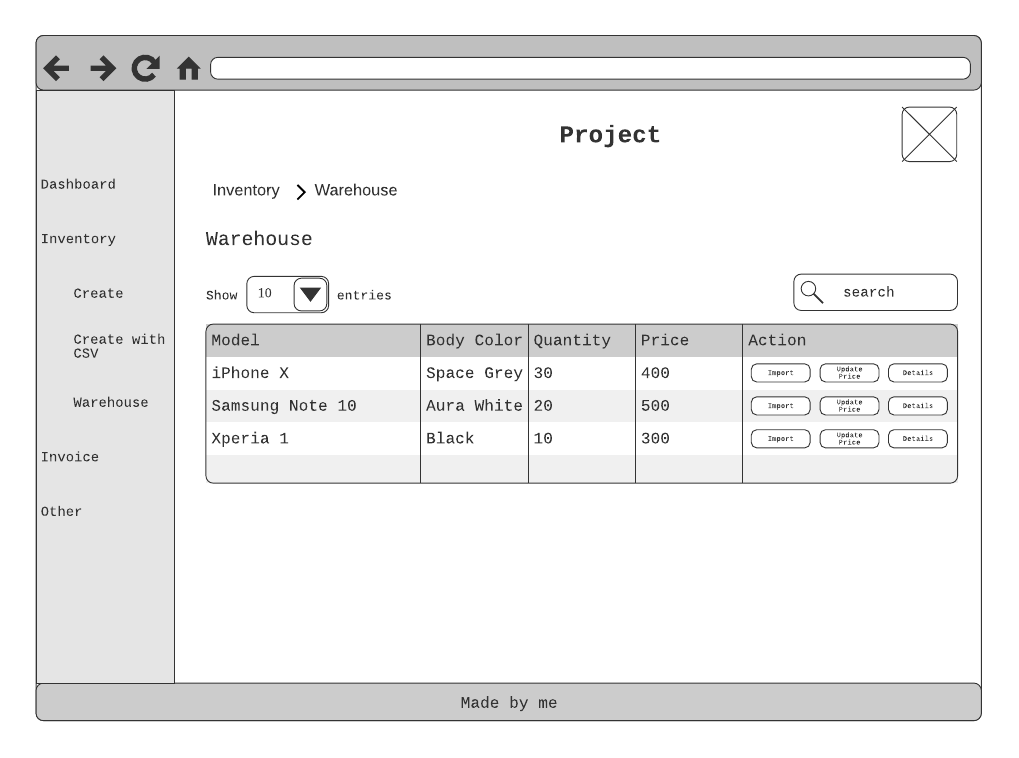 Project
Dashboard
Inventory
Create
Create with
CSV
Warehouse
Invoice
Other
Inventory Warehouse
Warehouse
Show 10 entries
search
Model Body Color Quantity Price Action
iPhone X Space Grey 30 400 Import Update Price Details
Samsung Note 10 Aura White 20 500 Import Update Price Details
Xperia 1 Black 10 300 Import Update Price Details
Made by me